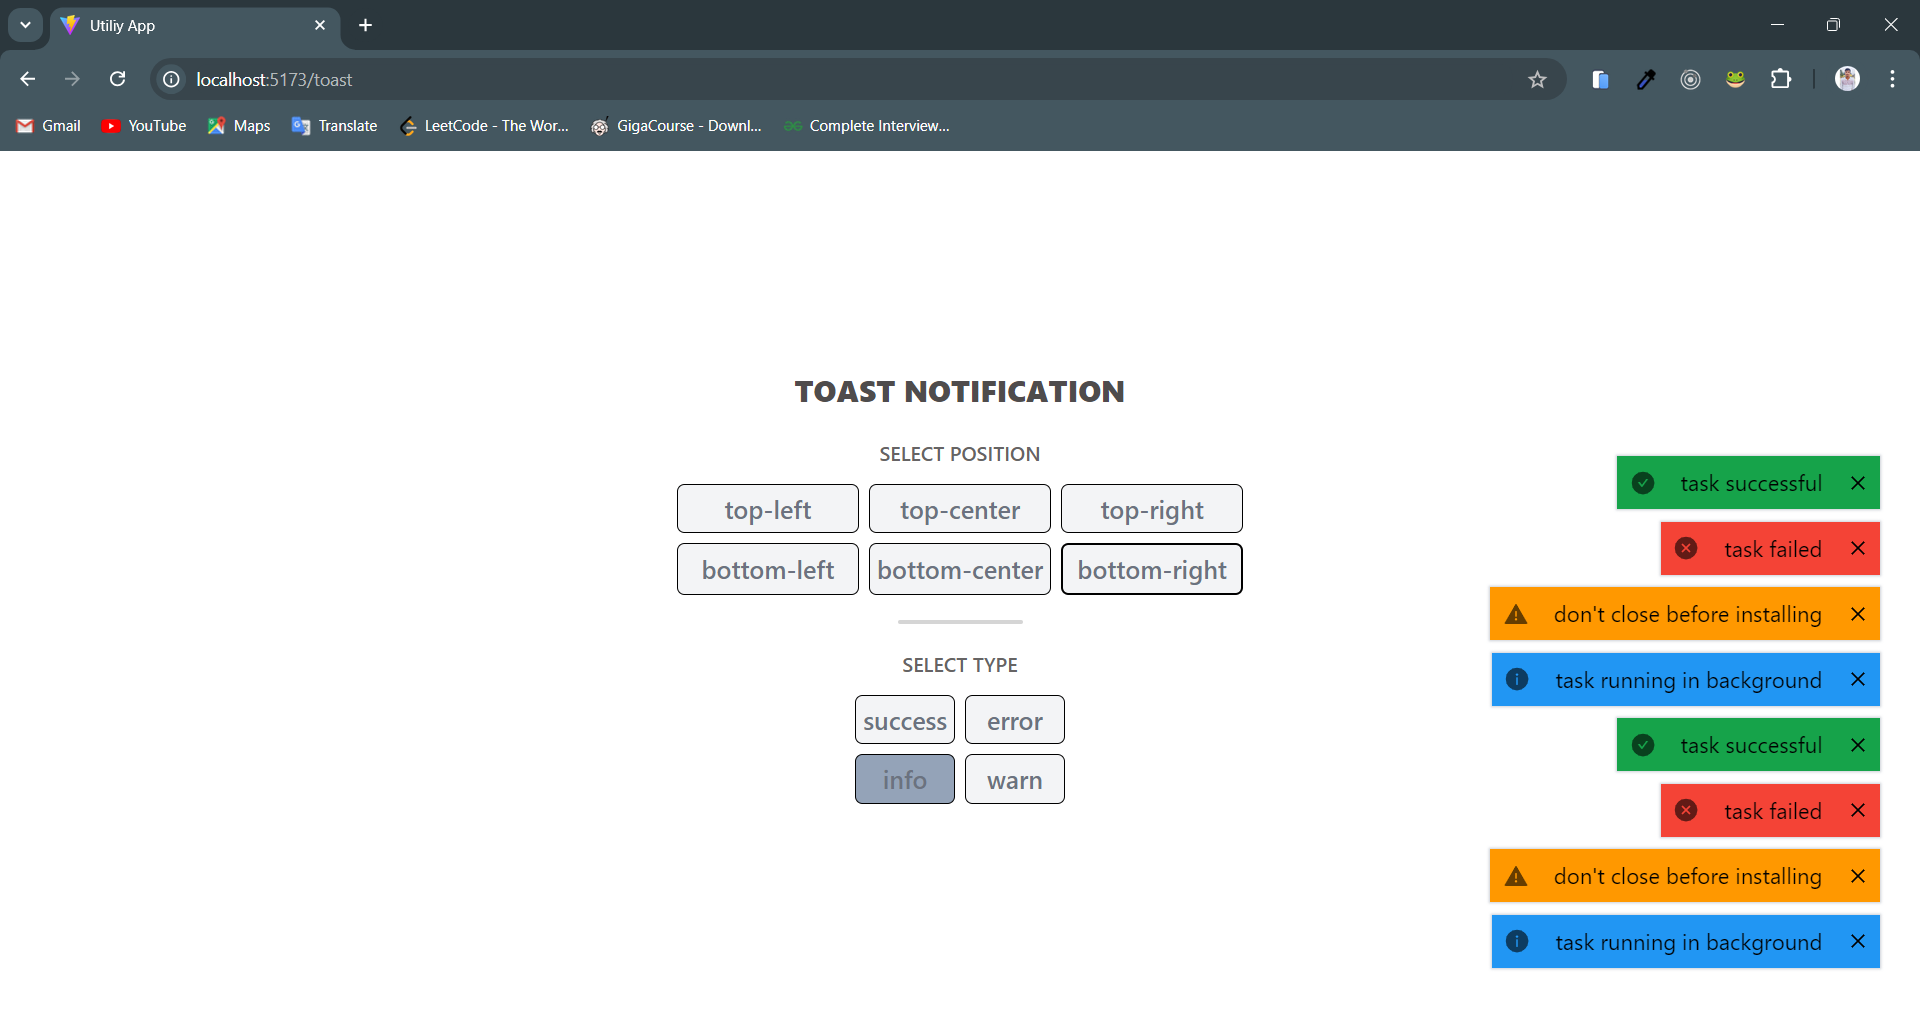 Utiliy App
localhost:5173/toast
Gmail
YouTube
Maps
Translate
LeetCode - The Wor...
GigaCourse - Downl...
Complete Interview...
TOAST NOTIFICATION
SELECT POSITION
top-left
top-center
top-right
bottom-left
bottom-center
bottom-right
SELECT TYPE
success
error
info
warn
task successful
task failed
don't close before installing
task running in background
task successful
task failed
don't close before installing
task running in background